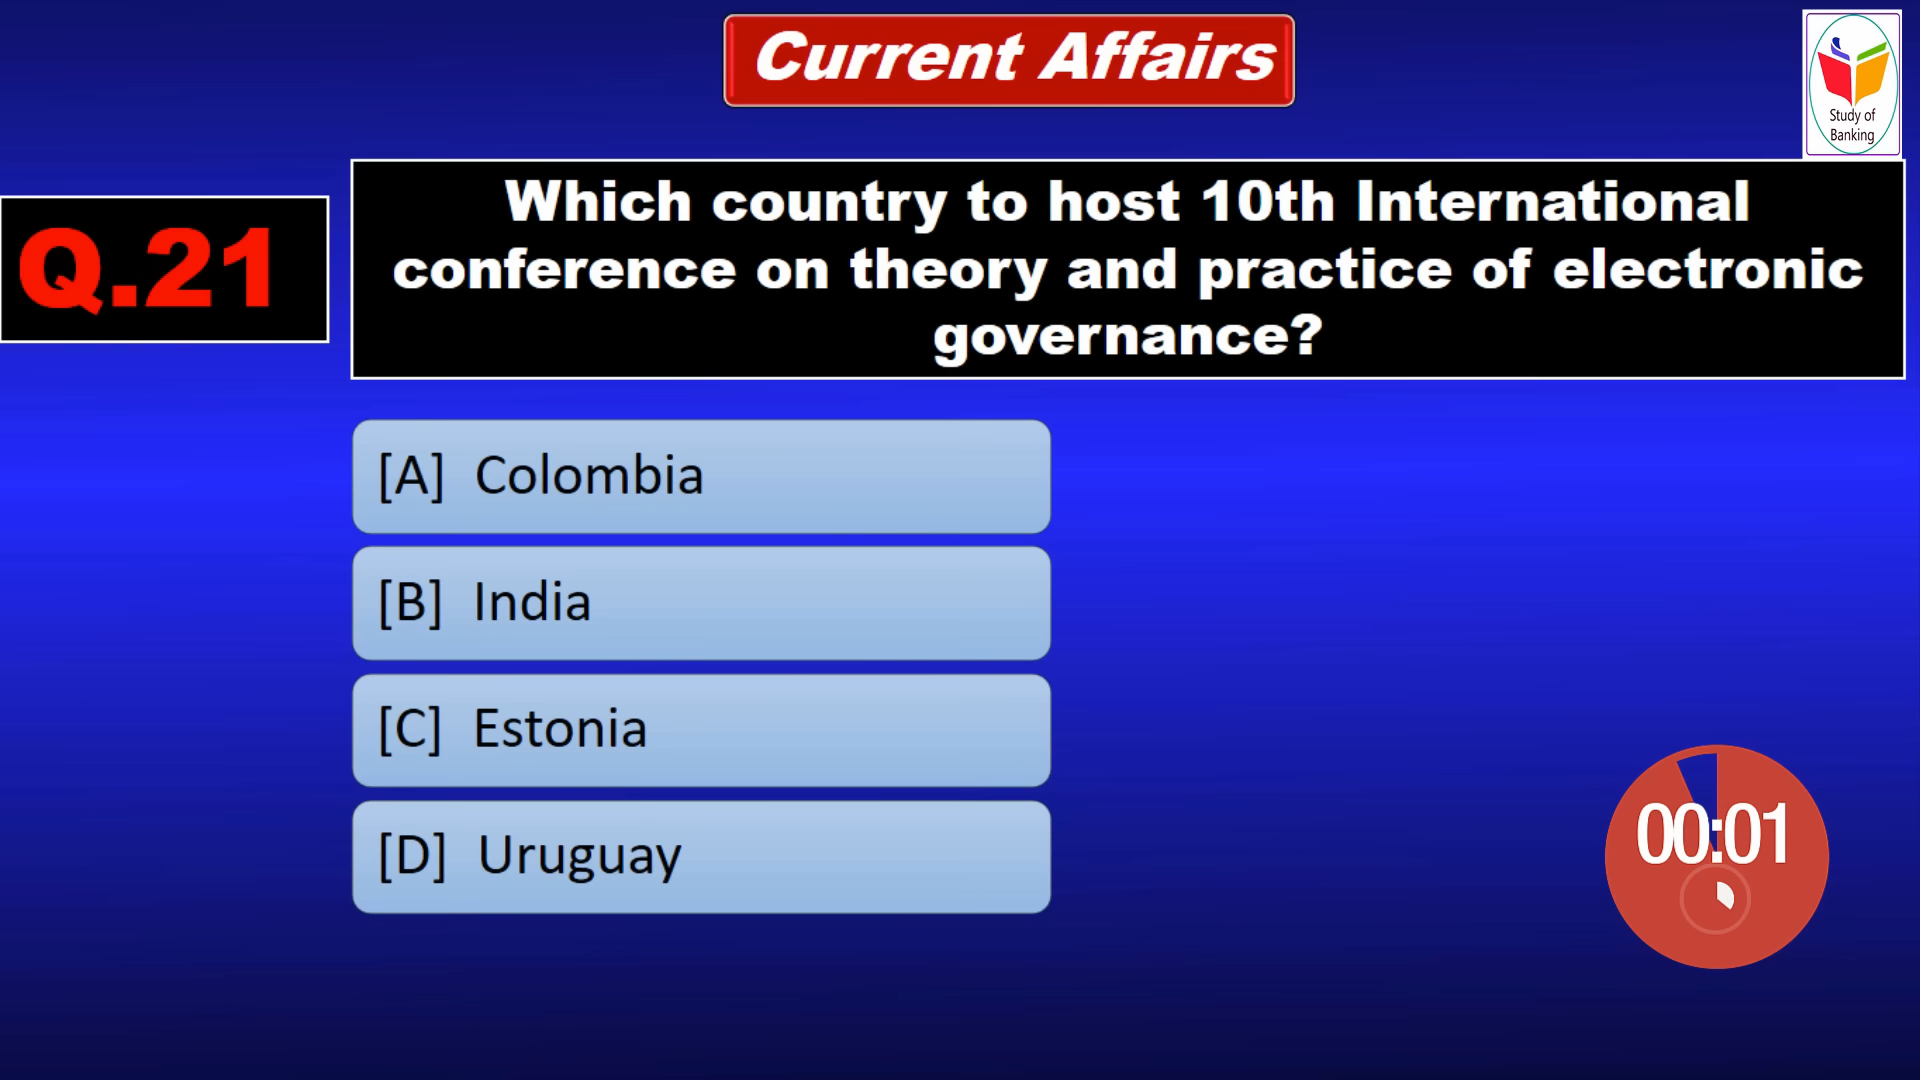 Current Affairs
Study of
Banking
Q.21
Which country to host 10th International
conference on theory and practice of electronic
governance?
[A] Colombia
[B] India
[C] Estonia
[D] Uruguay
00:01